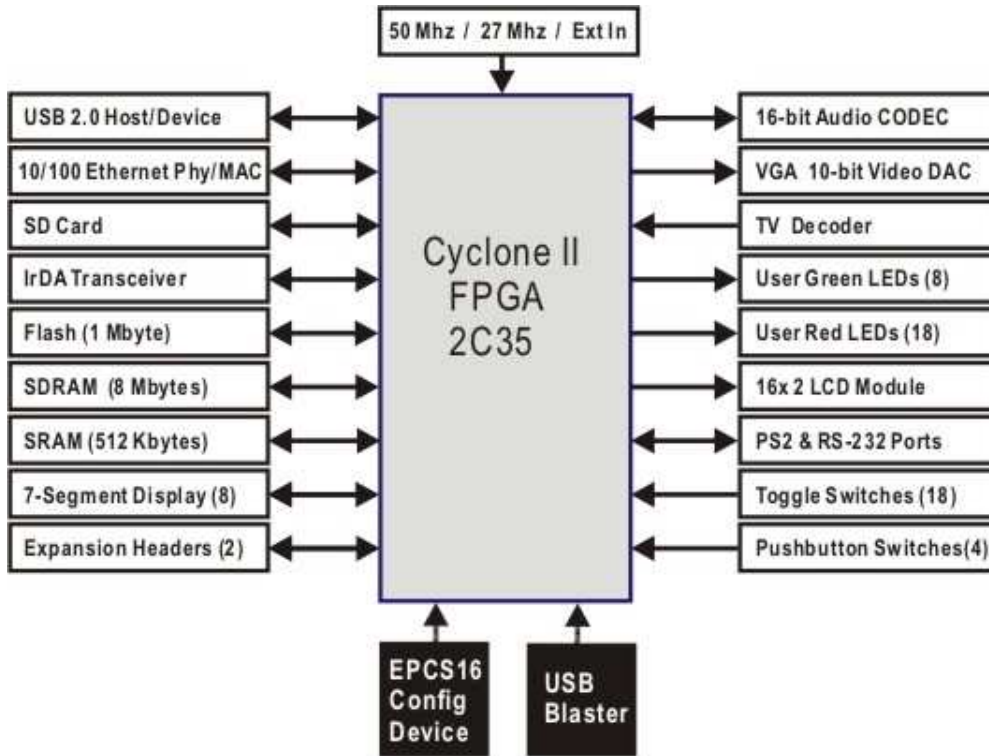 50 Mhz / 27 Mhz / Ext In
USB 2.0 Host/Device
10/100 Ethernet Phy/MAC
SD Card
IrDA Transceiver
Flash (1 Mbyte)
SDRAM (8 Mbytes)
SRAM (512 Kbytes)
7-Segment Display (8)
Expansion Headers (2)
Cyclone II
FPGA
2C35
16-bit Audio CODEC
VGA 10-bit Video DAC
TV Decoder
User Green LEDs (8)
User Red LEDs (18)
16x 2 LCD Module
PS2 & RS-232 Ports
Toggle Switches (18)
Pushbutton Switches(4)
EPCS16
Config
Device
USB
Blaster